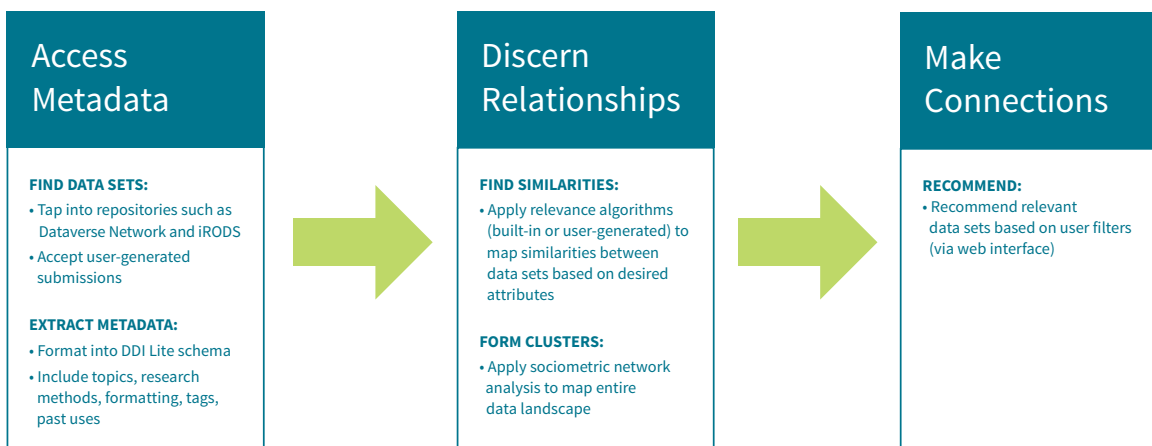 Access
Metadata
FIND DATA SETS:
• Tap into repositories such as
Dataverse Network and iRODS
• Accept user-generated
submissions
EXTRACT METADATA:
• Format into DDI Lite schema
• Include topics, research
methods, formatting, tags,
past uses
Discern
Relationships
FIND SIMILARITIES:
• Apply relevance algorithms
(built-in or user-generated) to
map similarities between
data sets based on desired
attributes
FORM CLUSTERS:
• Apply sociometric network
analysis to map entire
data landscape
Make
Connections
RECOMMEND:
• Recommend relevant
data sets based on user filters
(via web interface)